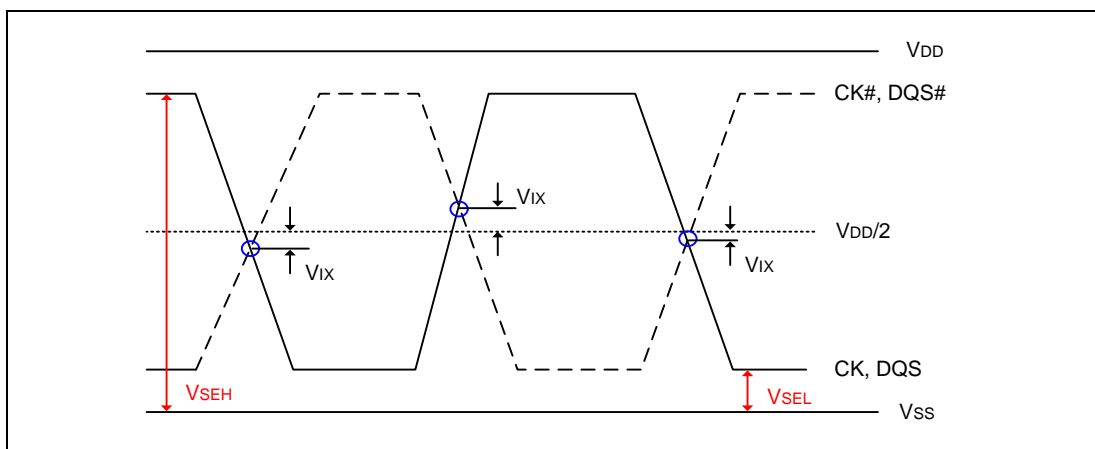 VDD
CK#, DQS#
VIX
VDD/2
VIX
VIX
CK, DQS
VSEH
VSEL
VSS